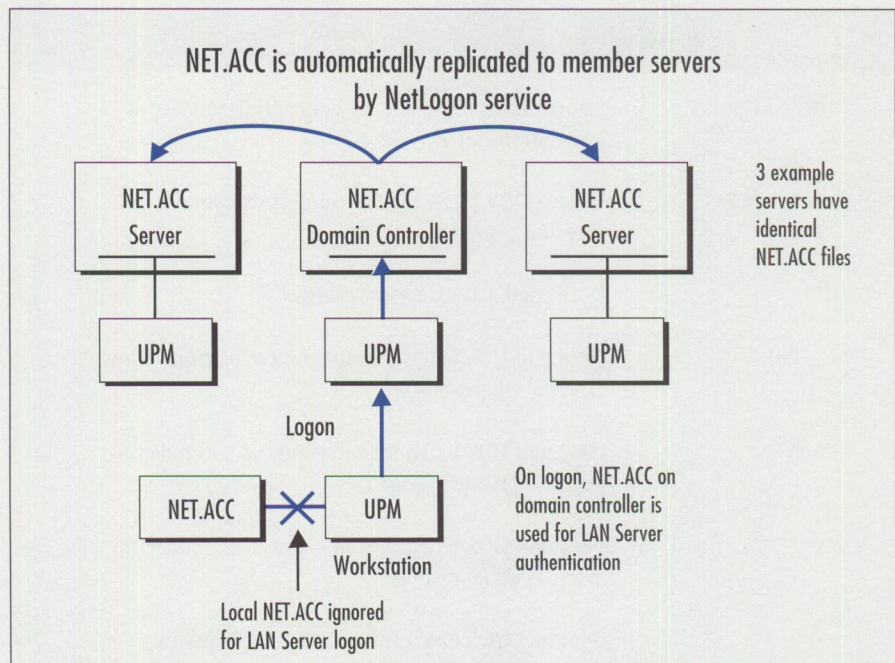 NET.ACC is automatically replicated to member servers
by NetLogon service
NET.ACC
Server
NET.ACC
Domain Controller
NET.ACC
Server
3 example
servers have
identical
NET.ACC files
UPM
UPM
UPM
Logon
NET.ACC
UPM
Workstation
On logon, NET.ACC on
domain controller is
used for LAN Server
authentication
Local NET.ACC ignored
for LAN Server logon